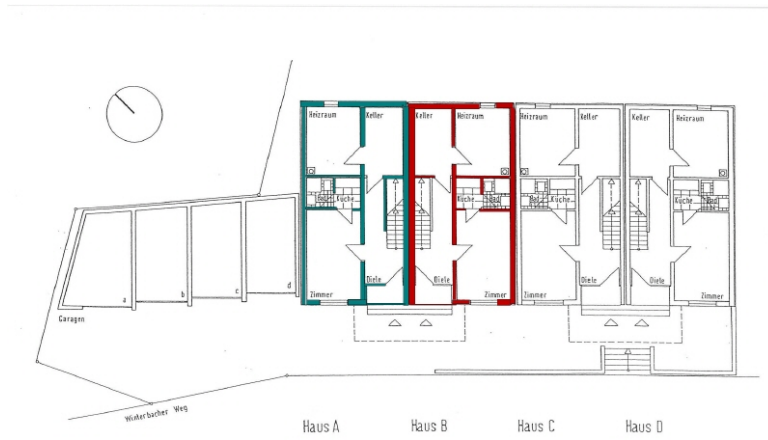 Heizraum Keller Keller Heizraum Heizraum Keller Keller Heizraum
Bad Küche Küche Bad Bad Küche Küche Bad
Diele Diele Diele Diele
Zimmer Zimmer Zimmer Zimmer
a b c d
Garagen
Winterbacher Weg
Haus A Haus B Haus C Haus D